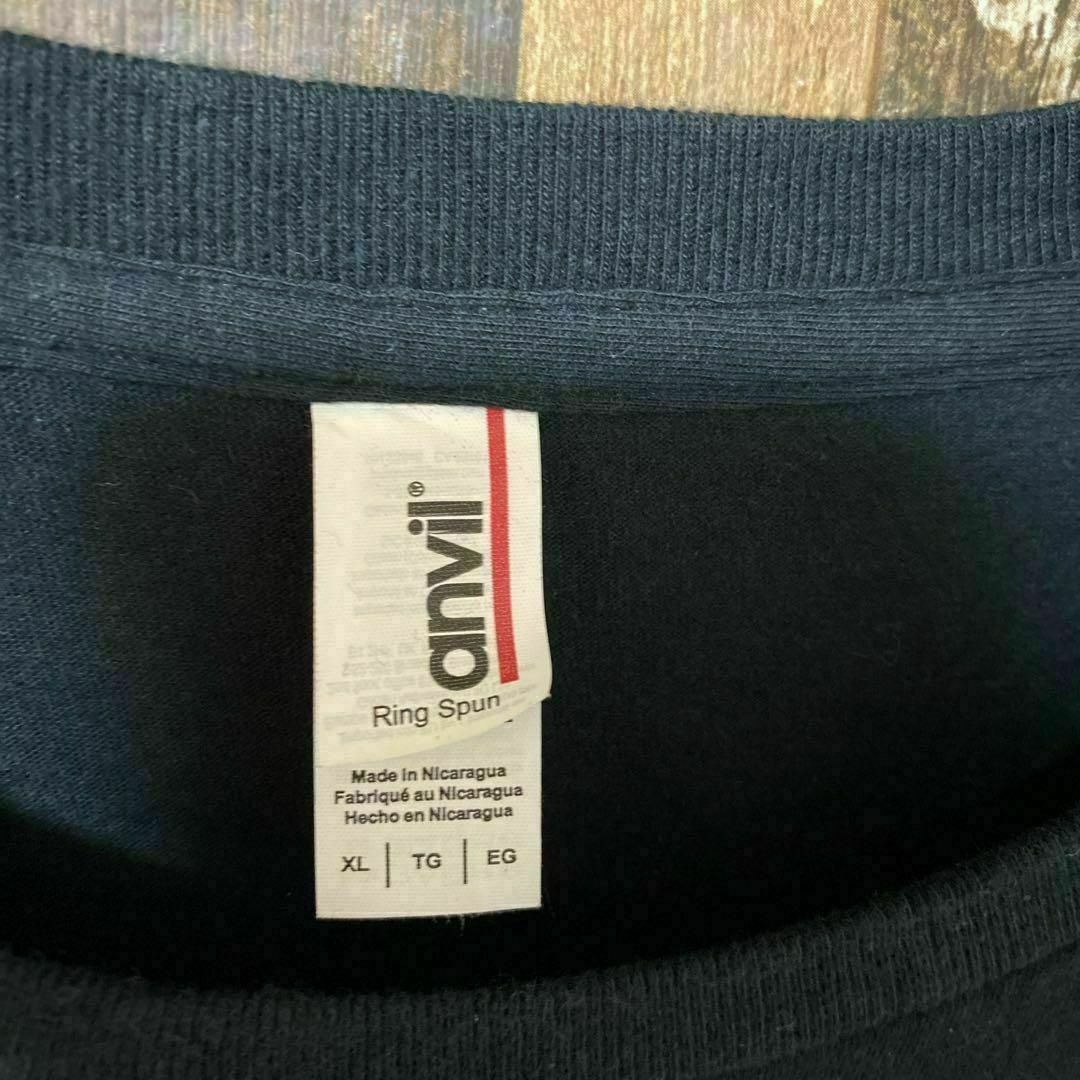 anvil®
Ring Spun
Made in Nicaragua
Fabriqué au Nicaragua
Hecho en Nicaragua
XL | TG | EG